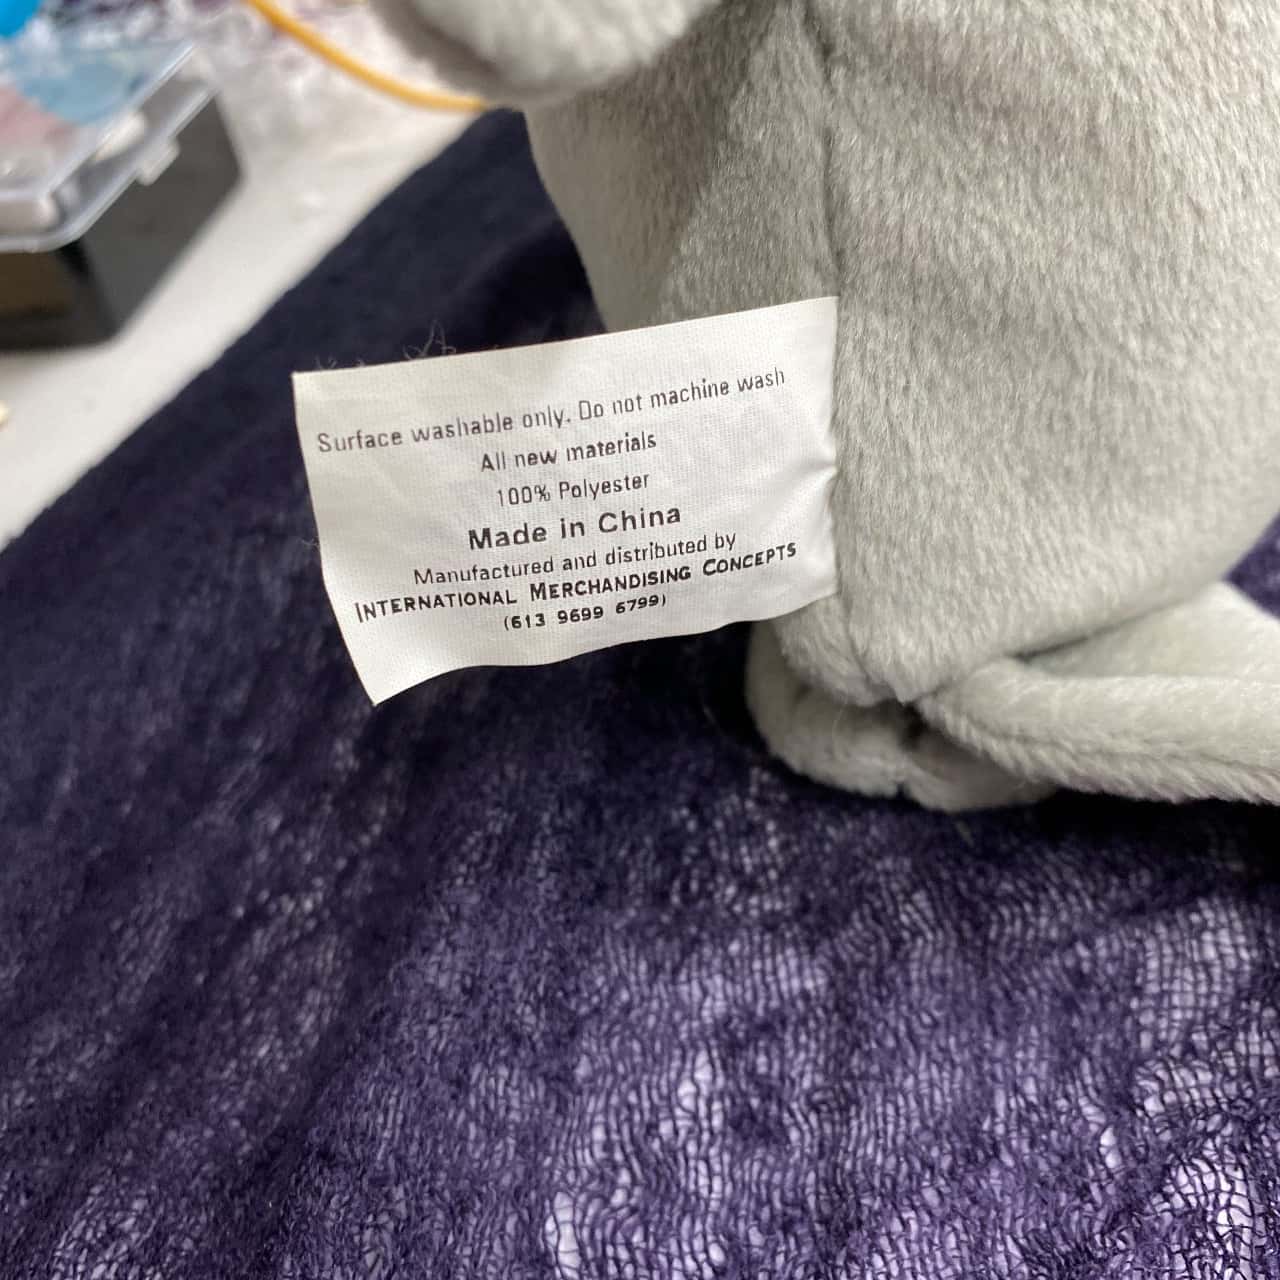 Surface washable only. Do not machine wash
All new materials
100% Polyester
Made in China
Manufactured and distributed by
INTERNATIONAL MERCHANDISING CONCEPTS
(613 9699 6799)